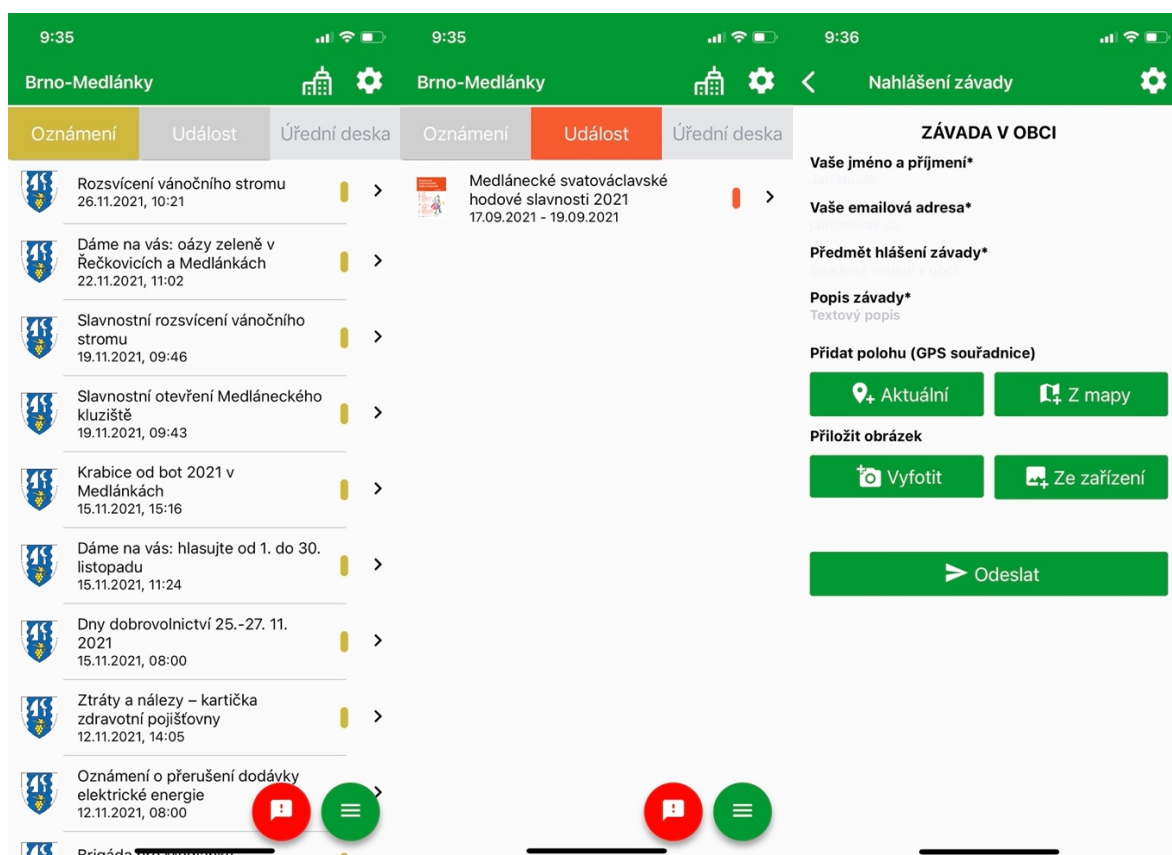 9:35
Brno-Medlánky
Oznámení
Událost
Úřední deska
Rozsvícení vánočního stromu
26.11.2021, 10:21
Dáme na vás: oázy zeleně v
Řečkovicích a Medlánkách
22.11.2021, 11:02
Slavnostní rozsvícení vánočního
stromu
19.11.2021, 09:46
Slavnostní otevření Medláneckého
kluziště
19.11.2021, 09:43
Krabice od bot 2021 v
Medlánkách
15.11.2021, 15:16
Dáme na vás: hlasujte od 1. do 30.
listopadu
15.11.2021, 11:24
Dny dobrovolnictví 25.-27. 11.
2021
15.11.2021, 08:00
Ztráty a nálezy – kartička
zdravotní pojišťovny
12.11.2021, 14:05
Oznámení o přerušení dodávky
elektrické energie
12.11.2021, 08:00
Brigáda
9:35
Brno-Medlánky
Oznámení
Událost
Úřední deska
Medlánecké svatováclavské
hodové slavnosti 2021
17.09.2021 - 19.09.2021
9:36
Nahlášení závady
ZÁVADA V OBCI
Vaše jméno a příjmení*
Jan Novák
Vaše emailová adresa*
Předmět hlášení závady*
Popis závady*
Textový popis
Přidat polohu (GPS souřadnice)
Aktuální
Z mapy
Přiložit obrázek
Vyfotit
Ze zařízení
Odeslat